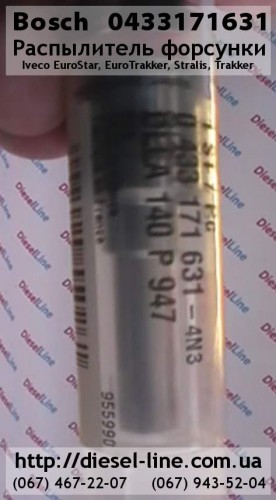 Bosch 0433171631
Распылитель форсунки
Iveco EuroStar, EuroTrakker, Stralis, Trakker
0 433 171 631-4N3
DLLA 140 P 947
DieselLine
http://diesel-line.com.ua
(067) 467-22-07 (067) 943-52-04